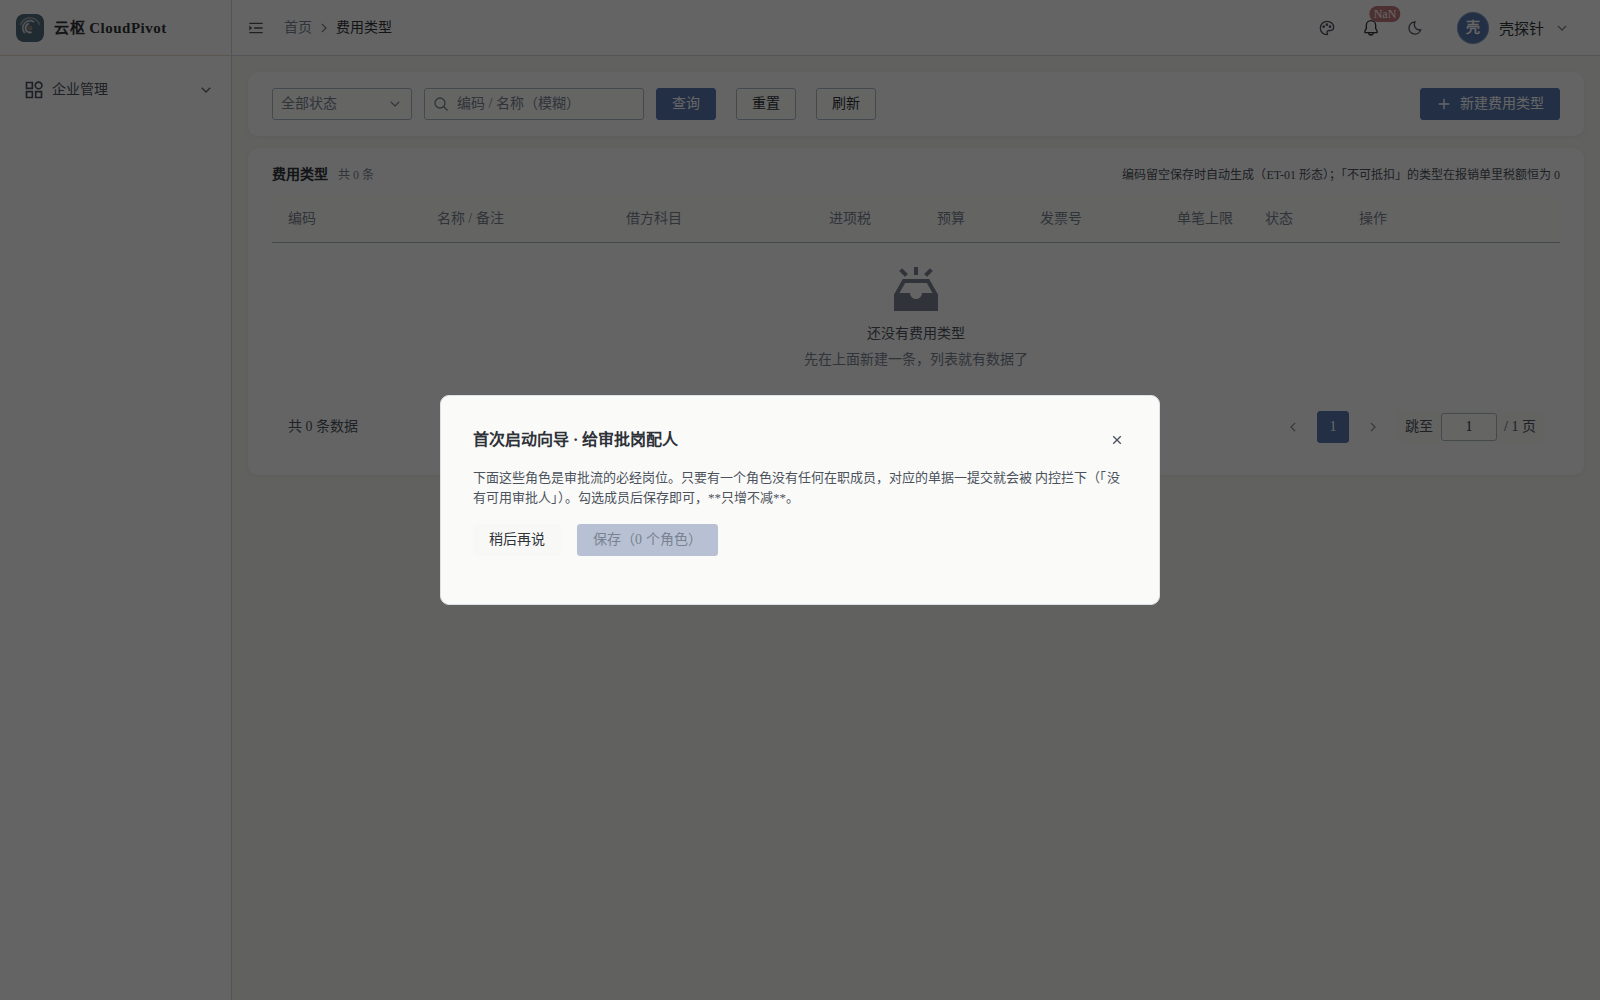 云枢 CloudPivot
首页 > 费用类型
NaN
壳
壳探针
企业管理
全部状态
编码 / 名称（模糊）
查询
重置
刷新
新建费用类型
费用类型 共 0 条
编码留空保存时自动生成（ET-01 形态）；「不可抵扣」的类型在报销单里税额恒为 0
编码 名称 / 备注 借方科目 进项税 预算 发票号 单笔上限 状态 操作
还没有费用类型
先在上面新建一条，列表就有数据了
共 0 条数据
1
跳至 1 / 1 页
首次启动向导 · 给审批岗配人
下面这些角色是审批流的必经岗位。只要有一个角色没有任何在职成员，对应的单据一提交就会被 内控拦下（「没
有可用审批人」）。勾选成员后保存即可，**只增不减**。
稍后再说
保存（0 个角色）